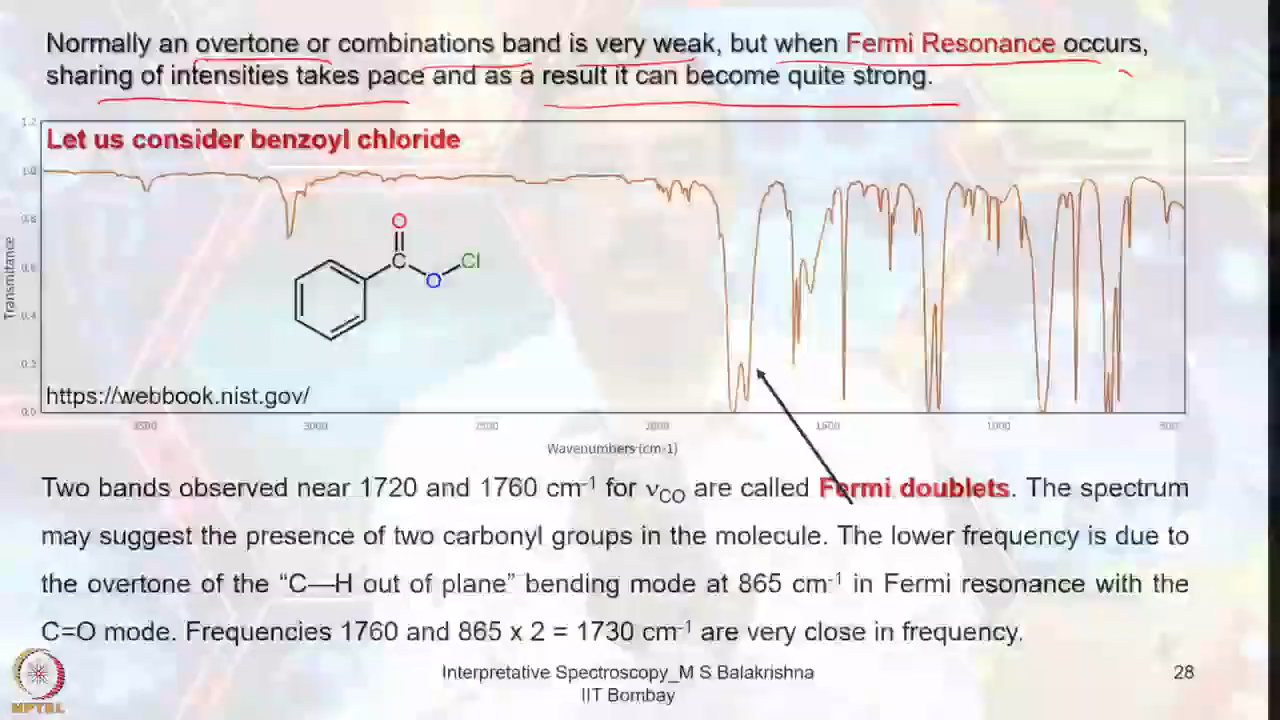 Normally an overtone or combinations band is very weak, but when Fermi Resonance occurs,
sharing of intensities takes pace and as a result it can become quite strong.
Let us consider benzoyl chloride
1.2
1.0
0.8
0.6
0.4
0.2
0.0
Transmitance
O
C
O
Cl
https://webbook.nist.gov/
3500 3000 2500 2000 1500 1000 500
Wavenumbers (cm-1)
Two bands observed near 1720 and 1760 cm⁻¹ for νCO are called Fermi doublets. The spectrum
may suggest the presence of two carbonyl groups in the molecule. The lower frequency is due to
the overtone of the “C—H out of plane” bending mode at 865 cm⁻¹ in Fermi resonance with the
C=O mode. Frequencies 1760 and 865 x 2 = 1730 cm⁻¹ are very close in frequency.
Interpretative Spectroscopy_M S Balakrishna
IIT Bombay
28
NPTEL